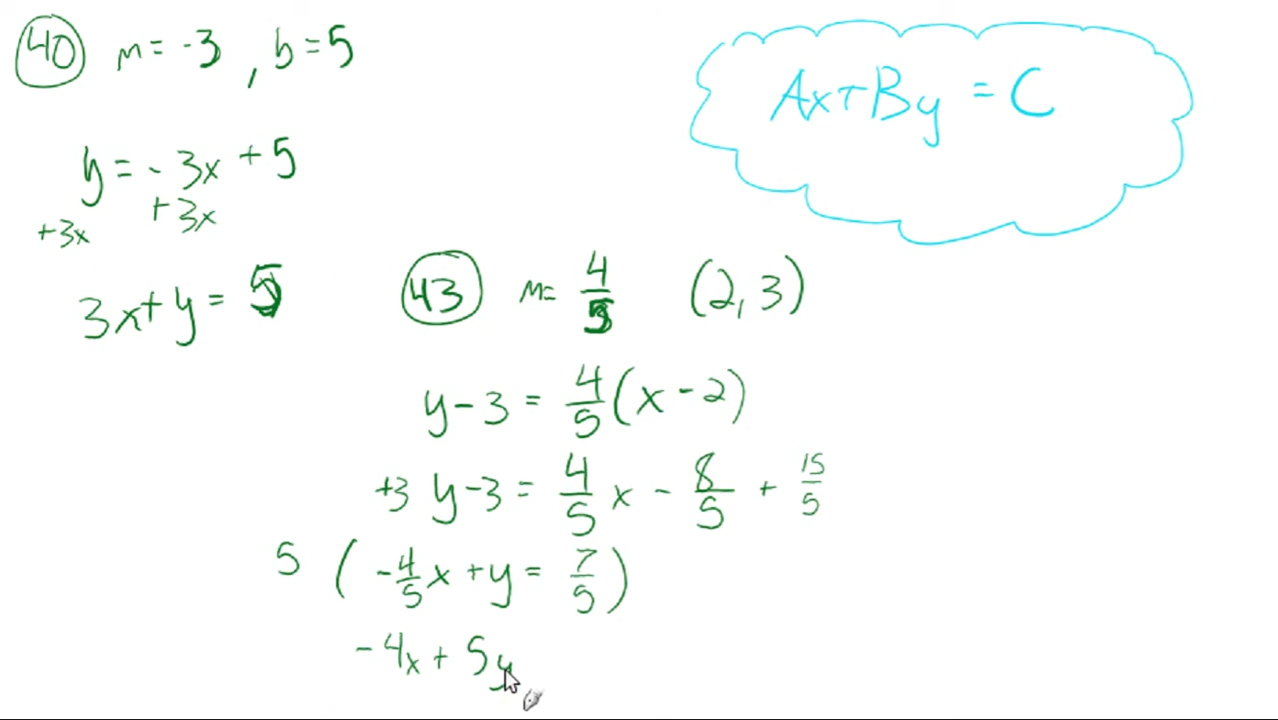 40 m = -3 , b = 5
Ax + By = C
y = - 3x + 5
+3x +3x
3x + y = 5
43 m = 4/5 (2, 3)
y - 3 = 4/5 (x - 2)
+3 y - 3 = 4/5 x - 8/5 + 15/5
5 ( - 4/5 x + y = 7/5 )
- 4x + 5y